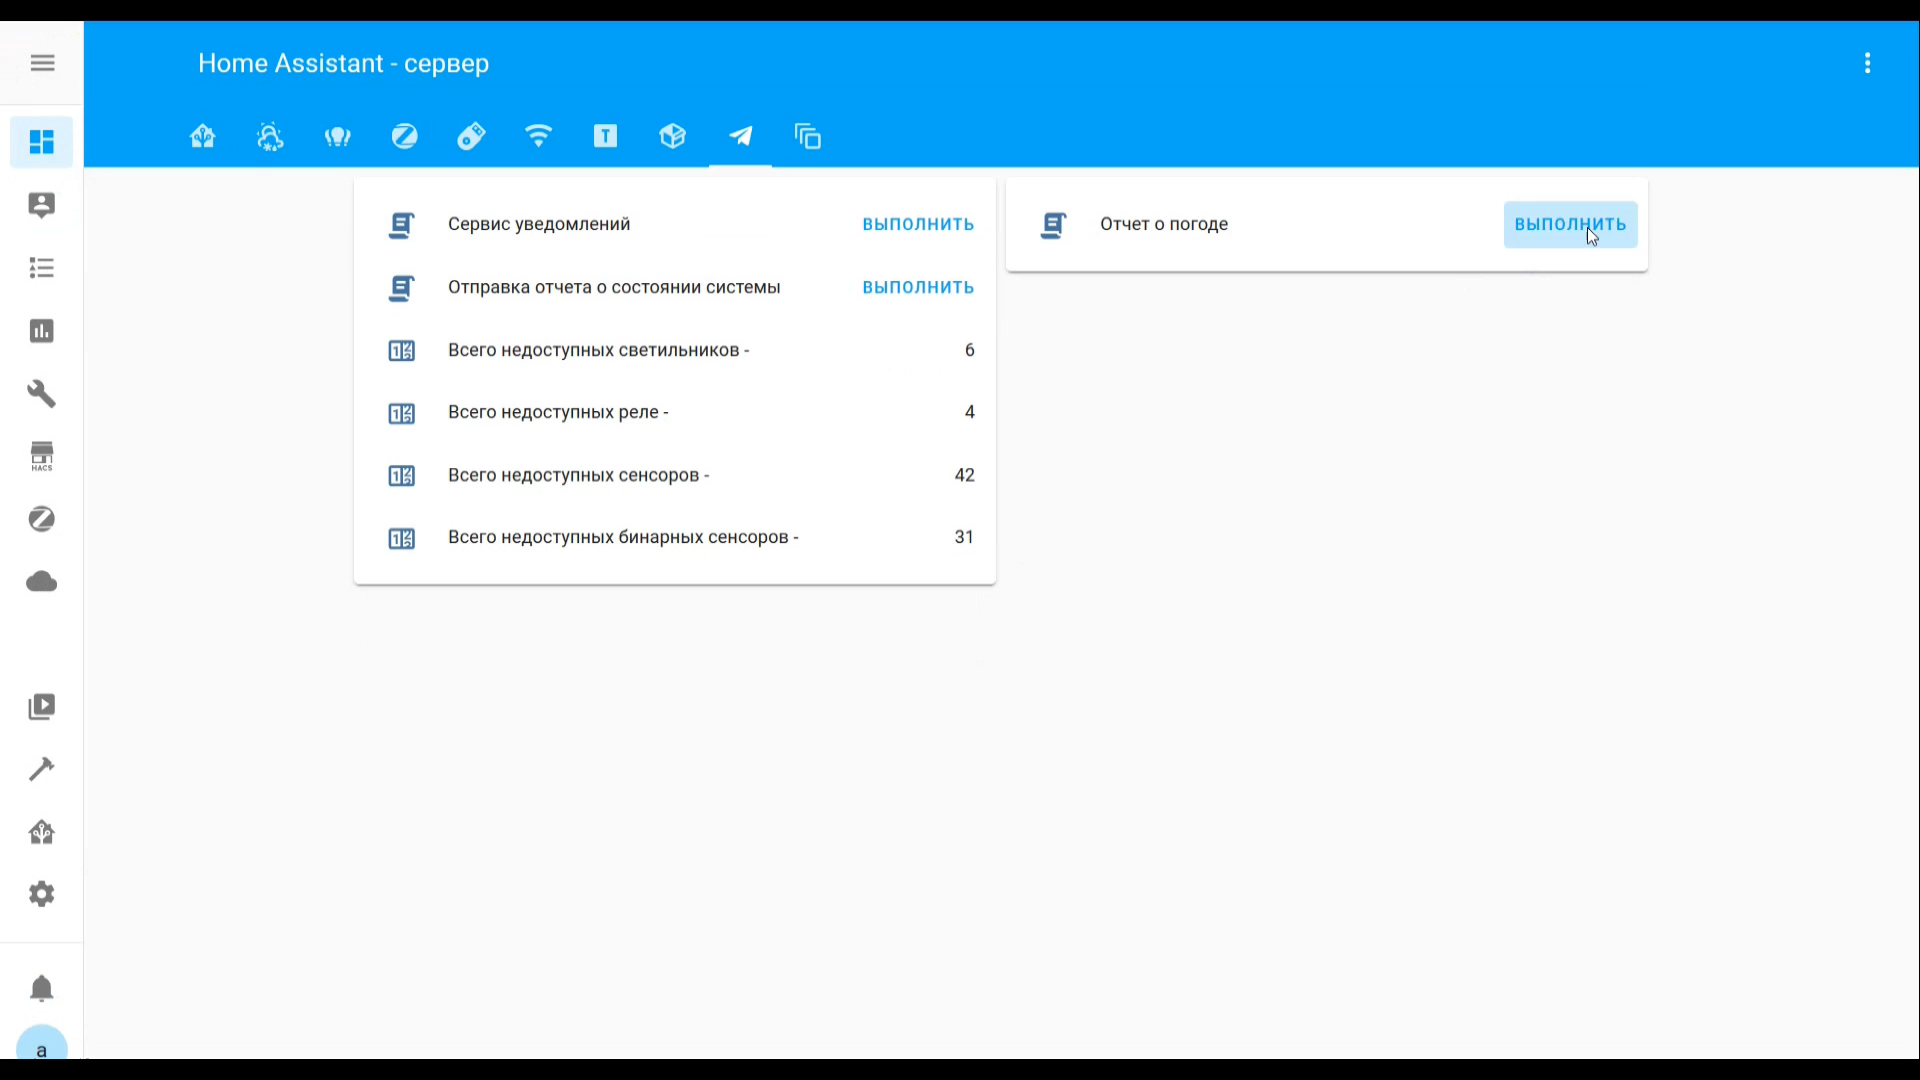 Home Assistant - сервер
T
Сервис уведомлений ВЫПОЛНИТЬ
Отправка отчета о состоянии системы ВЫПОЛНИТЬ
Всего недоступных светильников - 6
Всего недоступных реле - 4
Всего недоступных сенсоров - 42
Всего недоступных бинарных сенсоров - 31
Отчет о погоде ВЫПОЛНИТЬ
HACS
a